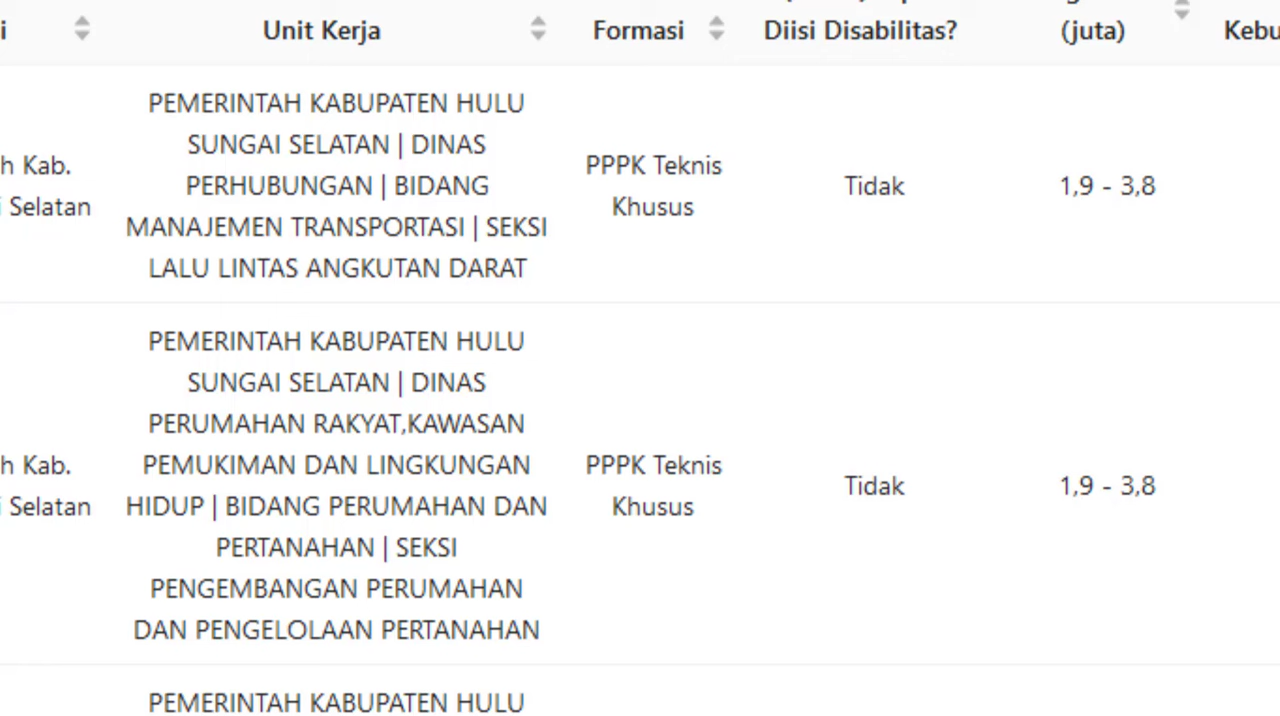 i
Unit Kerja
Formasi
Diisi Disabilitas?
(juta)
Kebu
h Kab.
i Selatan
PEMERINTAH KABUPATEN HULU
SUNGAI SELATAN | DINAS
PERHUBUNGAN | BIDANG
MANAJEMEN TRANSPORTASI | SEKSI
LALU LINTAS ANGKUTAN DARAT
PPPK Teknis
Khusus
Tidak
1,9 - 3,8
h Kab.
i Selatan
PEMERINTAH KABUPATEN HULU
SUNGAI SELATAN | DINAS
PERUMAHAN RAKYAT,KAWASAN
PEMUKIMAN DAN LINGKUNGAN
HIDUP | BIDANG PERUMAHAN DAN
PERTANAHAN | SEKSI
PENGEMBANGAN PERUMAHAN
DAN PENGELOLAAN PERTANAHAN
PPPK Teknis
Khusus
Tidak
1,9 - 3,8
PEMERINTAH KABUPATEN HULU